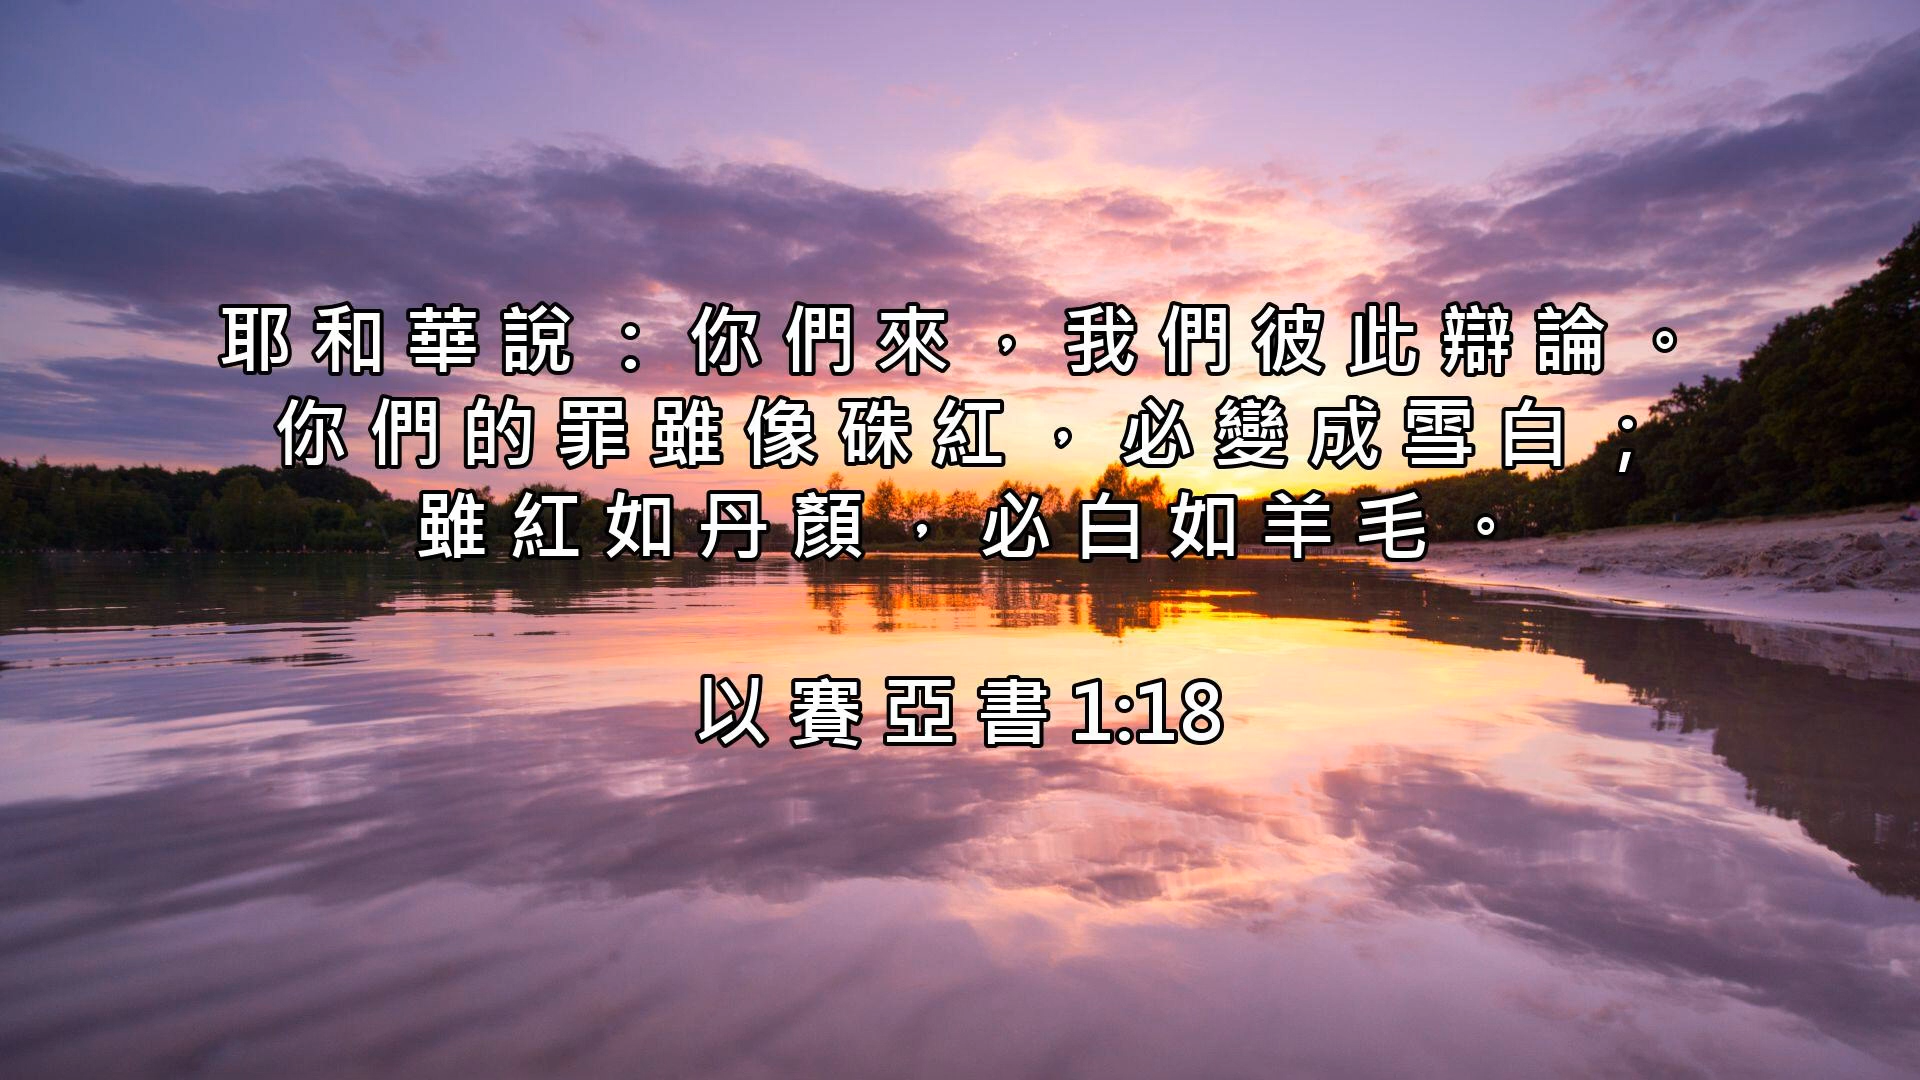 耶和華說：你們來，我們彼此辯論。
你們的罪雖像硃紅，必變成雪白；
雖紅如丹顏，必白如羊毛。
以賽亞書1:18